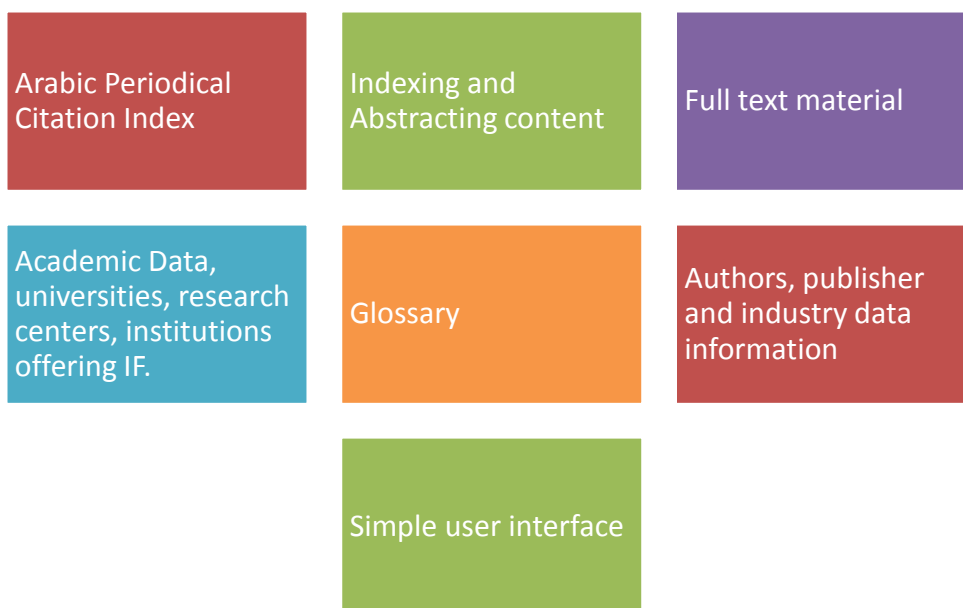 Arabic Periodical
Citation Index
Indexing and
Abstracting content
Full text material
Academic Data,
universities, research
centers, institutions
offering IF.
Glossary
Authors, publisher
and industry data
information
Simple user interface